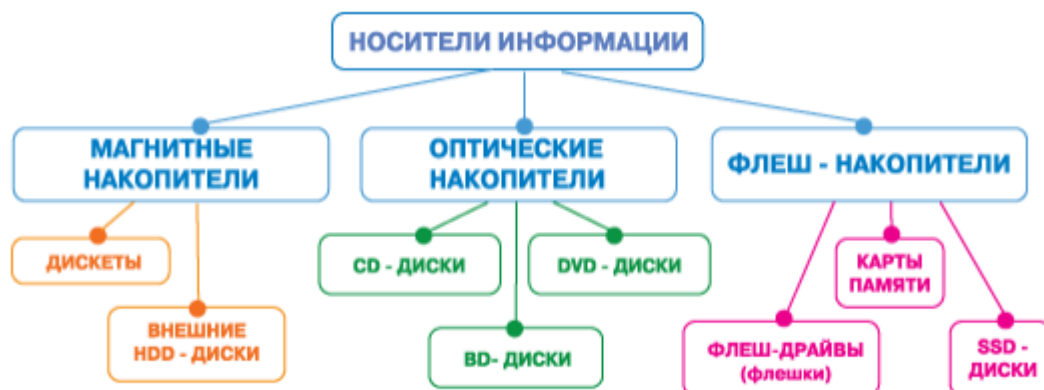 НОСИТЕЛИ ИНФОРМАЦИИ
МАГНИТНЫЕ
НАКОПИТЕЛИ
ОПТИЧЕСКИЕ
НАКОПИТЕЛИ
ФЛЕШ - НАКОПИТЕЛИ
ДИСКЕТЫ
ВНЕШНИЕ
HDD - ДИСКИ
CD - ДИСКИ
DVD - ДИСКИ
BD- ДИСКИ
КАРТЫ
ПАМЯТИ
ФЛЕШ-ДРАЙВЫ
(флешки)
SSD -
ДИСКИ